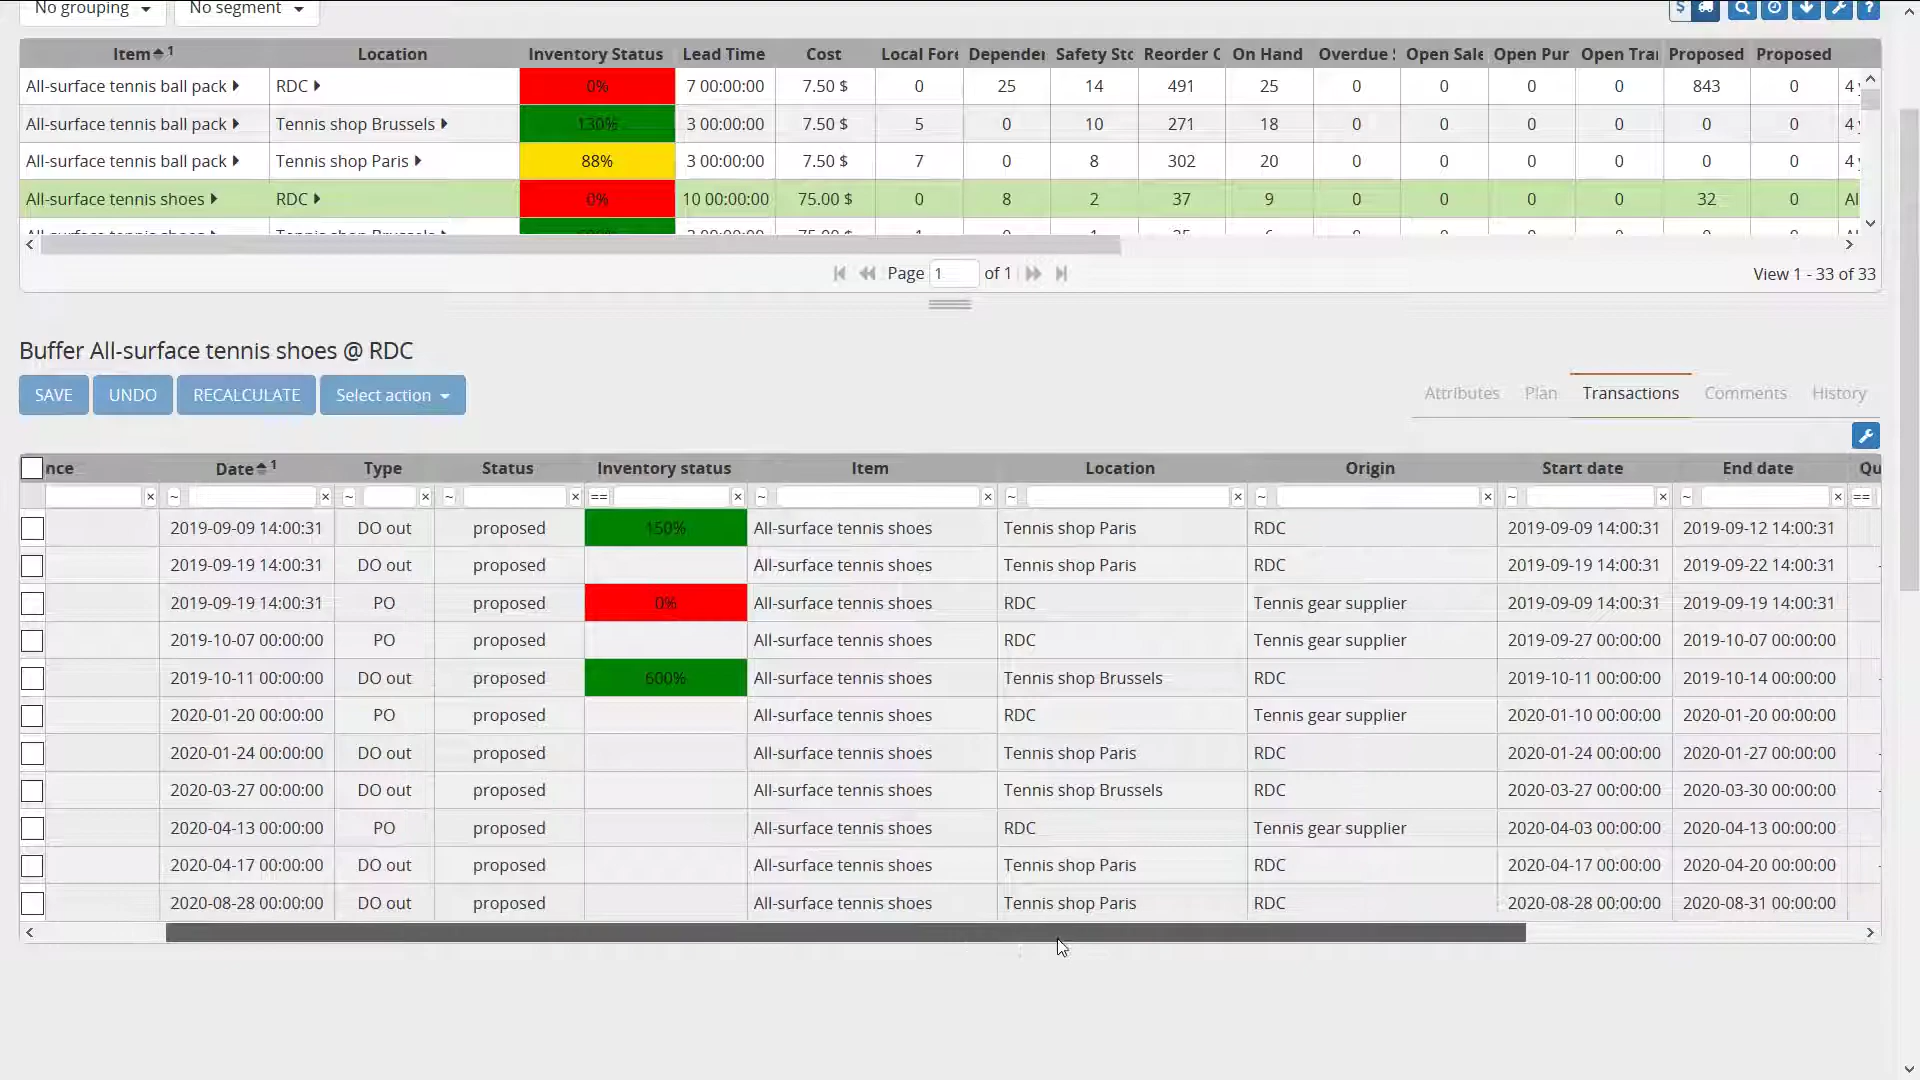 No grouping No segment $ ?
Item 1 Location Inventory Status Lead Time Cost Local Fore Depender Safety Sto Reorder On Hand Overdue Open Sale Open Pur Open Tra Proposed Proposed
All-surface tennis ball pack RDC 0% 7 00:00:00 7.50 $ 0 25 14 491 25 0 0 0 0 843 0 4
All-surface tennis ball pack Tennis shop Brussels 130% 3 00:00:00 7.50 $ 5 0 10 271 18 0 0 0 0 0 0 4
All-surface tennis ball pack Tennis shop Paris 88% 3 00:00:00 7.50 $ 7 0 8 302 20 0 0 0 0 0 0 4
All-surface tennis shoes RDC 0% 10 00:00:00 75.00 $ 0 8 2 37 9 0 0 0 0 32 0 Al
Page 1 of 1 View 1 - 33 of 33
Buffer All-surface tennis shoes @ RDC
SAVE UNDO RECALCULATE Select action Attributes Plan Transactions Comments History
nce Date 1 Type Status Inventory status Item Location Origin Start date End date Qu
x ~ x ~ x ~ x == x ~ x ~ x ~ x ~ x ~ x ==
2019-09-09 14:00:31 DO out proposed 150% All-surface tennis shoes Tennis shop Paris RDC 2019-09-09 14:00:31 2019-09-12 14:00:31
2019-09-19 14:00:31 DO out proposed All-surface tennis shoes Tennis shop Paris RDC 2019-09-19 14:00:31 2019-09-22 14:00:31 -
2019-09-19 14:00:31 PO proposed 0% All-surface tennis shoes RDC Tennis gear supplier 2019-09-09 14:00:31 2019-09-19 14:00:31
2019-10-07 00:00:00 PO proposed All-surface tennis shoes RDC Tennis gear supplier 2019-09-27 00:00:00 2019-10-07 00:00:00
2019-10-11 00:00:00 DO out proposed 600% All-surface tennis shoes Tennis shop Brussels RDC 2019-10-11 00:00:00 2019-10-14 00:00:00 -
2020-01-20 00:00:00 PO proposed All-surface tennis shoes RDC Tennis gear supplier 2020-01-10 00:00:00 2020-01-20 00:00:00
2020-01-24 00:00:00 DO out proposed All-surface tennis shoes Tennis shop Paris RDC 2020-01-24 00:00:00 2020-01-27 00:00:00 -
2020-03-27 00:00:00 DO out proposed All-surface tennis shoes Tennis shop Brussels RDC 2020-03-27 00:00:00 2020-03-30 00:00:00 -
2020-04-13 00:00:00 PO proposed All-surface tennis shoes RDC Tennis gear supplier 2020-04-03 00:00:00 2020-04-13 00:00:00
2020-04-17 00:00:00 DO out proposed All-surface tennis shoes Tennis shop Paris RDC 2020-04-17 00:00:00 2020-04-20 00:00:00 -
2020-08-28 00:00:00 DO out proposed All-surface tennis shoes Tennis shop Paris RDC 2020-08-28 00:00:00 2020-08-31 00:00:00 -